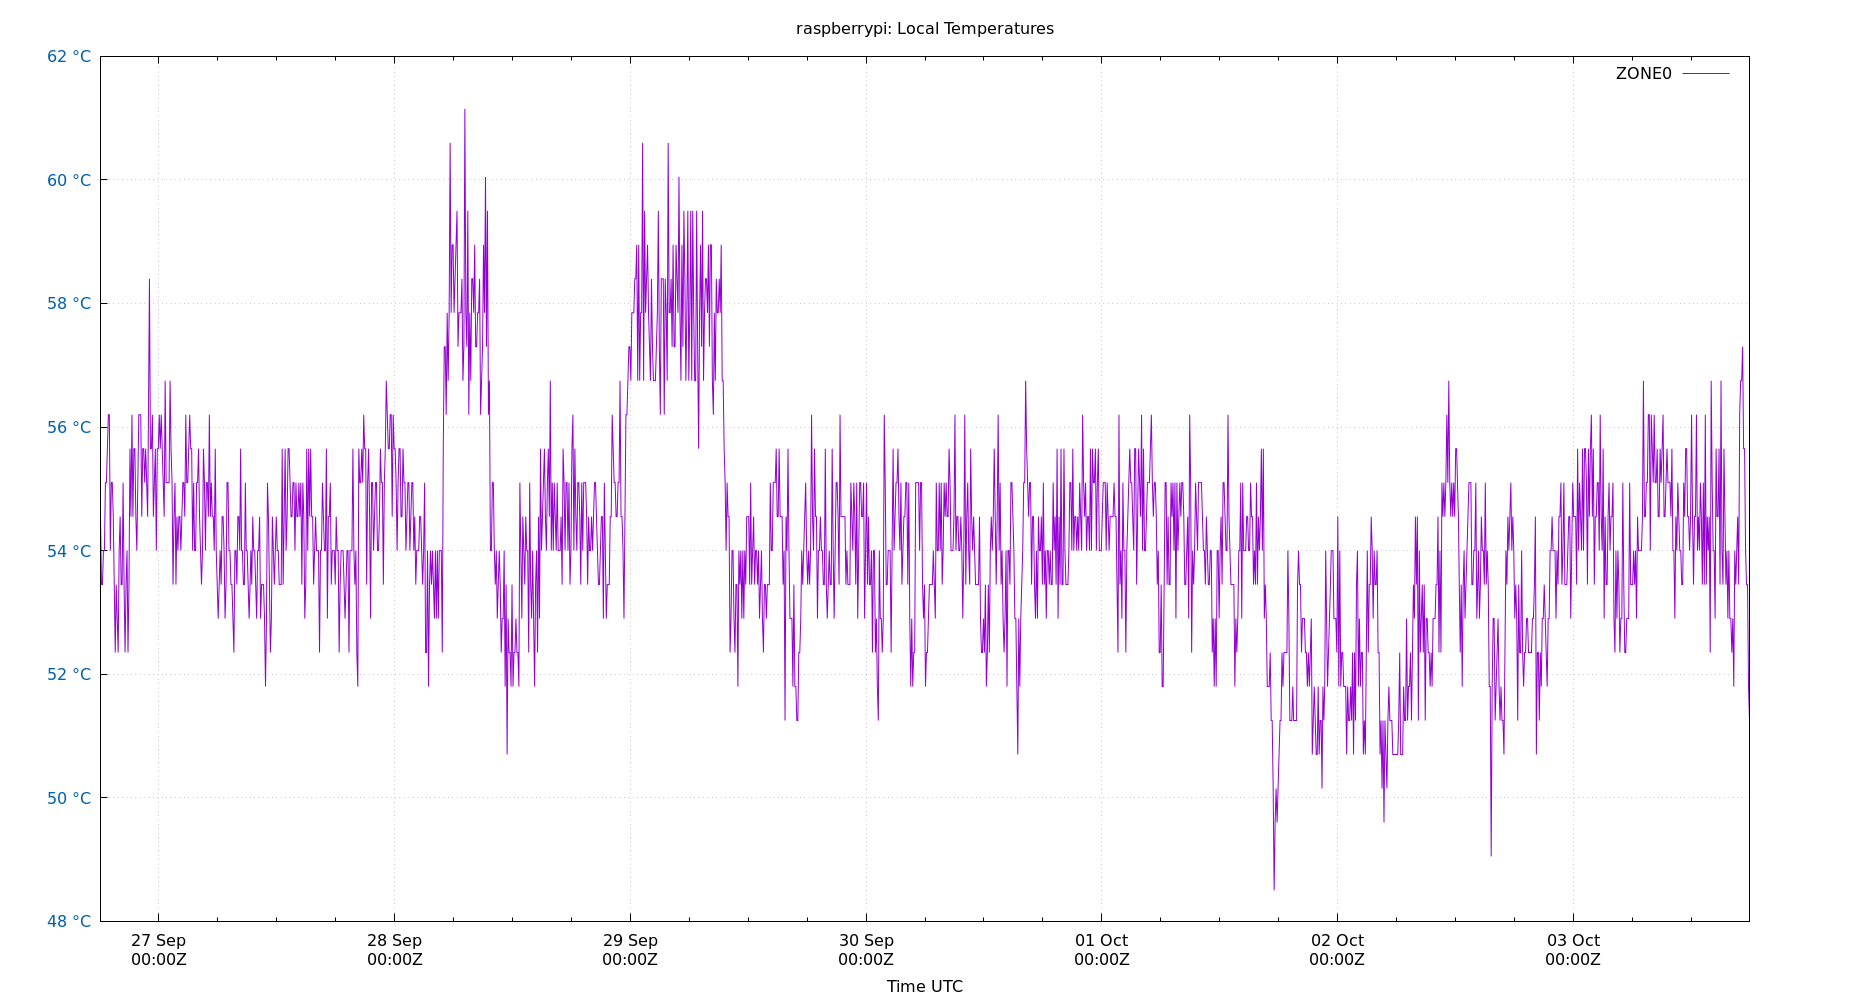 raspberrypi: Local Temperatures
62 °C
ZONE0
60 °C
58 °C
56 °C
54 °C
52 °C
50 °C
48 °C
27 Sep 28 Sep 29 Sep 30 Sep 01 Oct 02 Oct 03 Oct
00:00Z 00:00Z 00:00Z 00:00Z 00:00Z 00:00Z 00:00Z
Time UTC